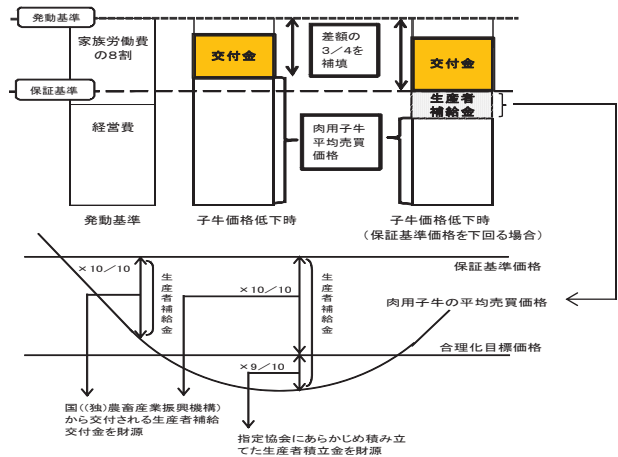 発動基準
家族労働費
の8割
保証基準
経営費
発動基準
交付金
差額の
3／4を
補填
肉用子牛
平均売買
価格
子牛価格低下時
交付金
生産者
補給金
子牛価格低下時
（保証基準価格を下回る場合）
保証基準価格
×10／10
生産者補給金
×10／10
生産者補給金
肉用子牛の平均売買価格
合理化目標価格
×9／10
国（（独）農畜産業振興機構）
から交付される生産者補給
交付金を財源
指定協会にあらかじめ積み立
てた生産者積立金を財源